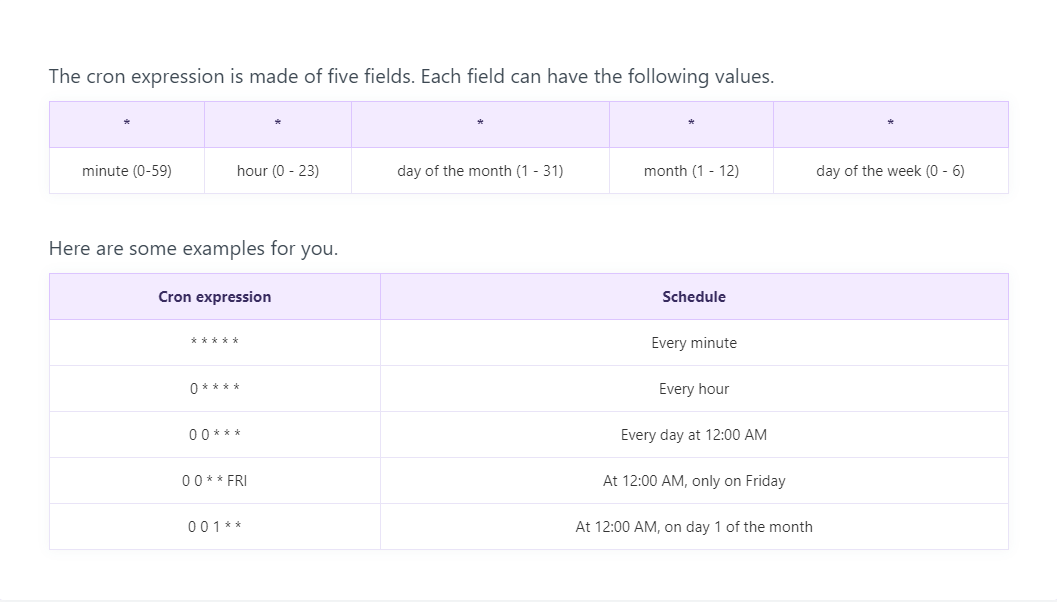 The cron expression is made of five fields. Each field can have the following values.
* * * * *
minute (0-59) hour (0 - 23) day of the month (1 - 31) month (1 - 12) day of the week (0 - 6)
Here are some examples for you.
Cron expression Schedule
* * * * * Every minute
0 * * * * Every hour
0 0 * * * Every day at 12:00 AM
0 0 * * FRI At 12:00 AM, only on Friday
0 0 1 * * At 12:00 AM, on day 1 of the month